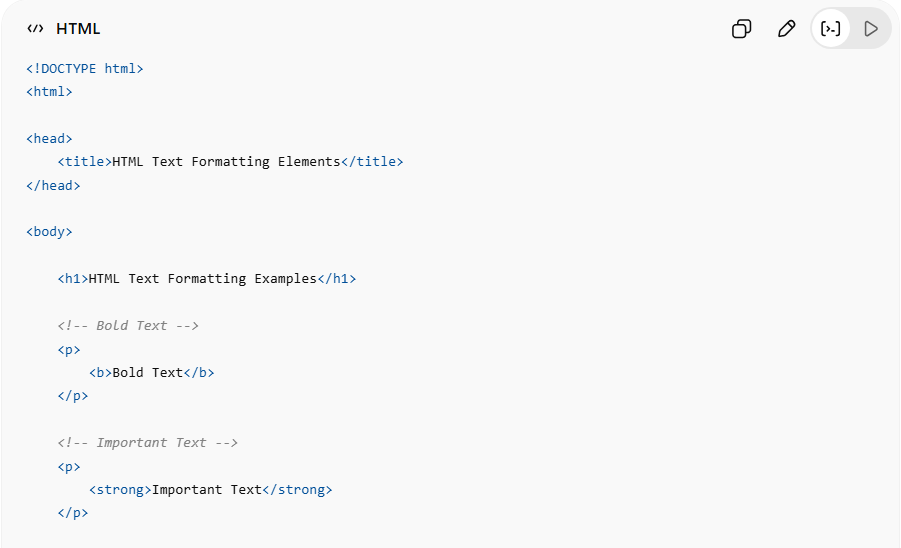 HTML
<!DOCTYPE html>
<html>
<head>
    <title>HTML Text Formatting Elements</title>
</head>
<body>
    <h1>HTML Text Formatting Examples</h1>
    <!-- Bold Text -->
    <p>
        <b>Bold Text</b>
    </p>
    <!-- Important Text -->
    <p>
        <strong>Important Text</strong>
    </p>